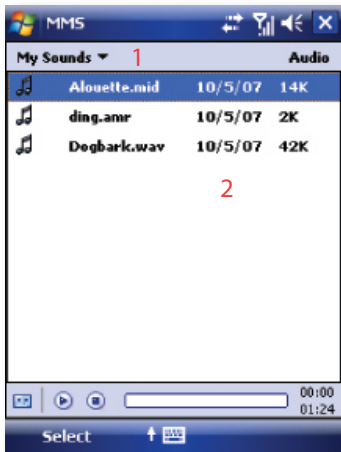 MMS
My Sounds 1 Audio
Alouette.mid 10/5/07 14K
ding.amr 10/5/07 2K
Dogbark.wav 10/5/07 42K
2
00:00
01:24
Select